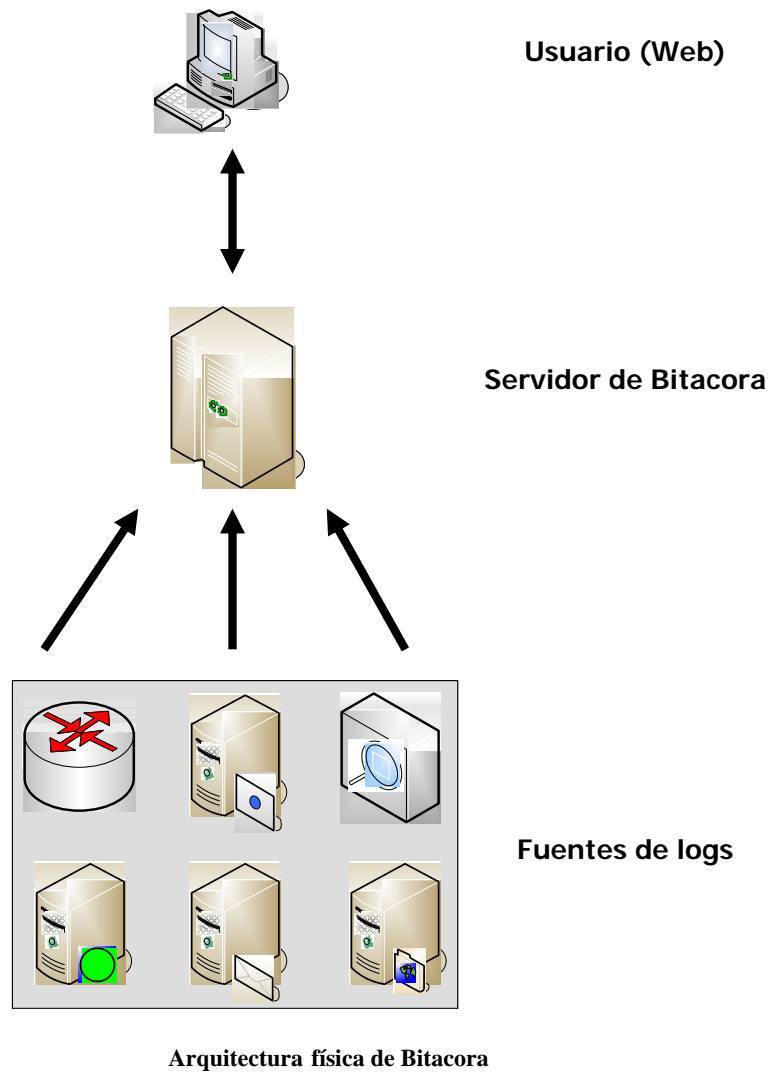 Usuario (Web)
Servidor de Bitacora
Fuentes de logs
Arquitectura física de Bitacora